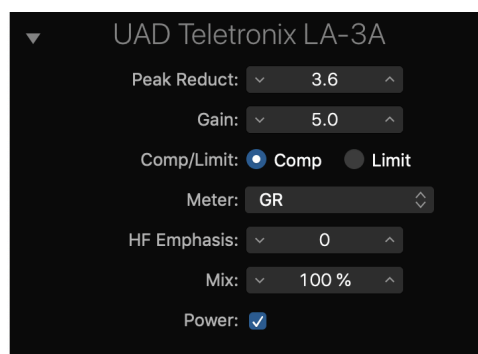 UAD Teletronix LA-3A
Peak Reduct: 3.6
Gain: 5.0
Comp/Limit: Comp Limit
Meter: GR
HF Emphasis: 0
Mix: 100 %
Power: